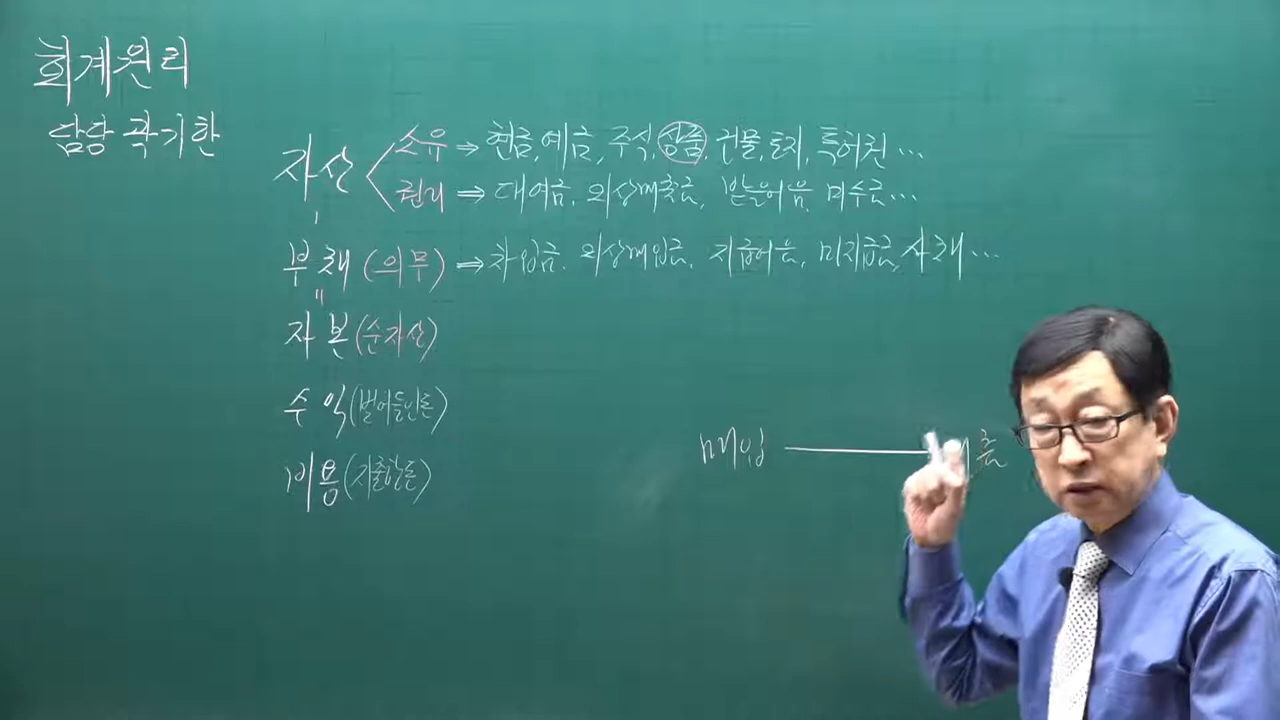 회계원리
담당 곽기한
자산 < 소유 ⇒ 현금, 예금, 주식, 상품, 건물, 토지, 특허권 …
권리 ⇒ 대여금, 외상매출금, 받을어음, 미수금 …
부채 (의무) ⇒ 차입금, 외상매입금, 지급어음, 미지급금, 사채 …
자본 (순자산)
수익 (벌어들인돈)
비용 (지출한돈)
매입 ——— 출